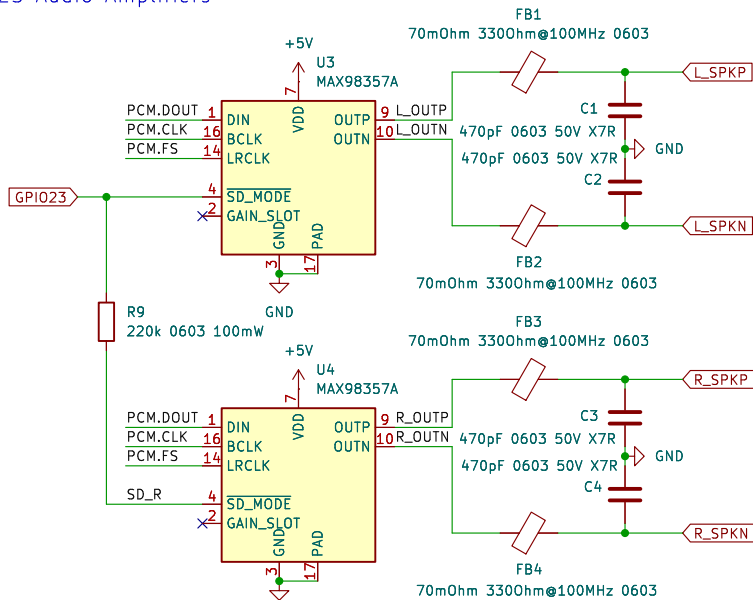 Audio Amplifiers
+5V
U3
MAX98357A
FB1
70mOhm 330Ohm@100MHz 0603
PCM.DOUT
PCM.CLK
PCM.FS
1
16
14
4
2
7
3
17
9
10
DIN
BCLK
LRCLK
SD_MODE
GAIN_SLOT
VDD
OUTP
OUTN
GND
PAD
L_OUTP
L_OUTN
GPIO23
C1
470pF 0603 50V X7R
GND
470pF 0603 50V X7R
C2
L_SPKP
L_SPKN
FB2
70mOhm 330Ohm@100MHz 0603
GND
R9
220k 0603 100mW
+5V
U4
MAX98357A
FB3
70mOhm 330Ohm@100MHz 0603
PCM.DOUT
PCM.CLK
PCM.FS
SD_R
1
16
14
4
2
7
3
17
9
10
DIN
BCLK
LRCLK
SD_MODE
GAIN_SLOT
VDD
OUTP
OUTN
GND
PAD
R_OUTP
R_OUTN
C3
470pF 0603 50V X7R
GND
470pF 0603 50V X7R
C4
R_SPKP
R_SPKN
FB4
70mOhm 330Ohm@100MHz 0603